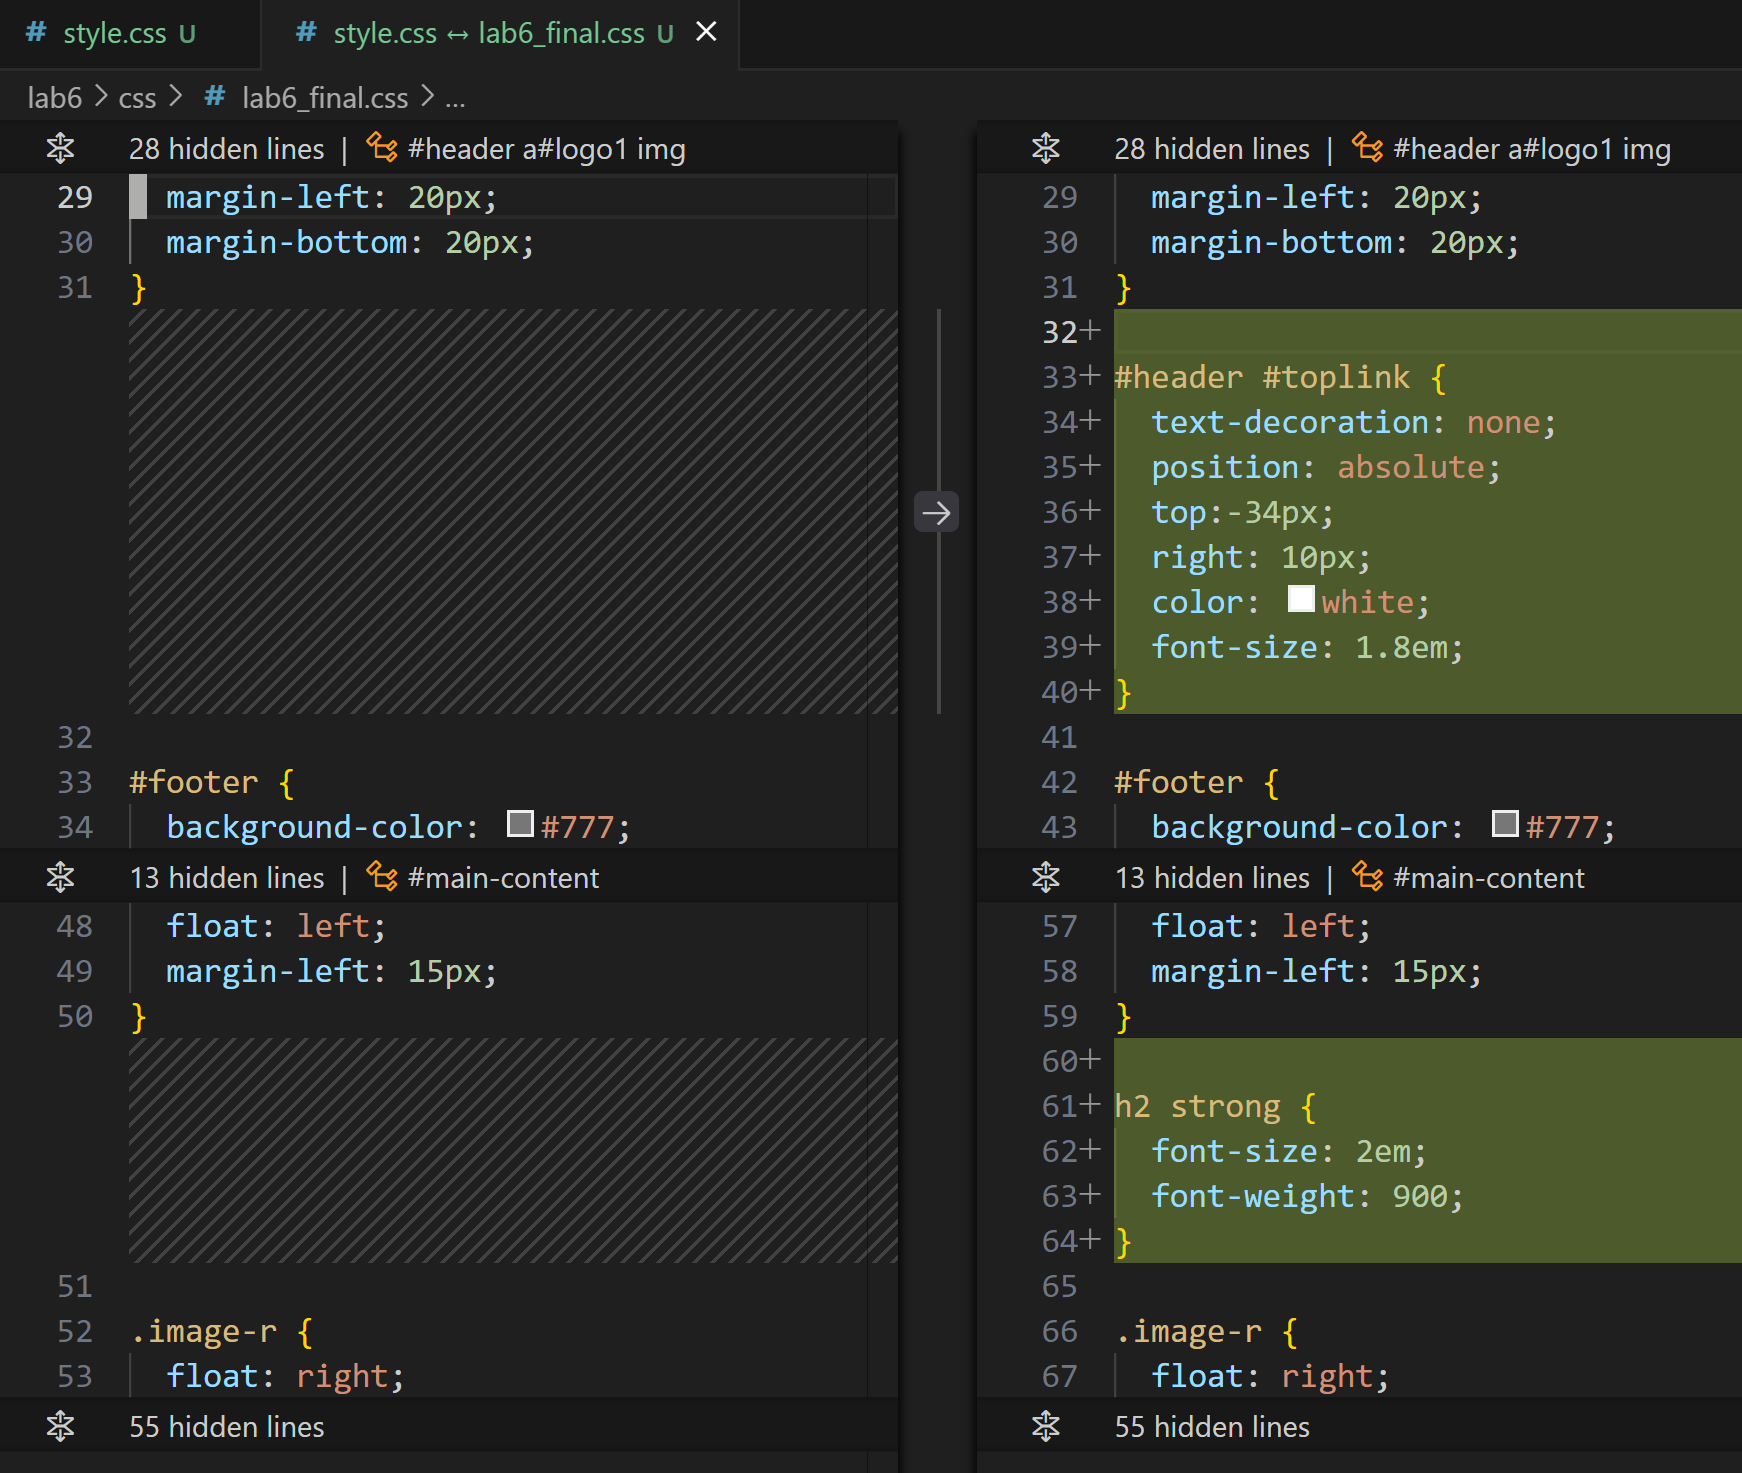 # style.css U
# style.css ↔ lab6_final.css U ×
lab6 > css > # lab6_final.css > ...
28 hidden lines | #header a#logo1 img
29   margin-left: 20px;
30   margin-bottom: 20px;
31 }
32
33 #footer {
34   background-color: #777;
13 hidden lines | #main-content
48   float: left;
49   margin-left: 15px;
50 }
51
52 .image-r {
53   float: right;
55 hidden lines
28 hidden lines | #header a#logo1 img
29   margin-left: 20px;
30   margin-bottom: 20px;
31 }
32+
33+ #header #toplink {
34+   text-decoration: none;
35+   position: absolute;
36+   top:-34px;
37+   right: 10px;
38+   color: white;
39+   font-size: 1.8em;
40+ }
41
42 #footer {
43   background-color: #777;
13 hidden lines | #main-content
57   float: left;
58   margin-left: 15px;
59 }
60+
61+ h2 strong {
62+   font-size: 2em;
63+   font-weight: 900;
64+ }
65
66 .image-r {
67   float: right;
55 hidden lines